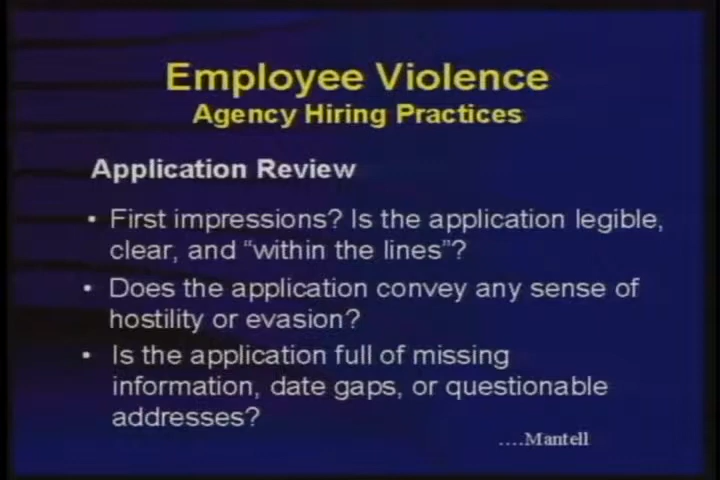 Employee Violence
Agency Hiring Practices
Application Review
• First impressions? Is the application legible,
clear, and “within the lines”?
• Does the application convey any sense of
hostility or evasion?
• Is the application full of missing
information, date gaps, or questionable
addresses?
....Mantell